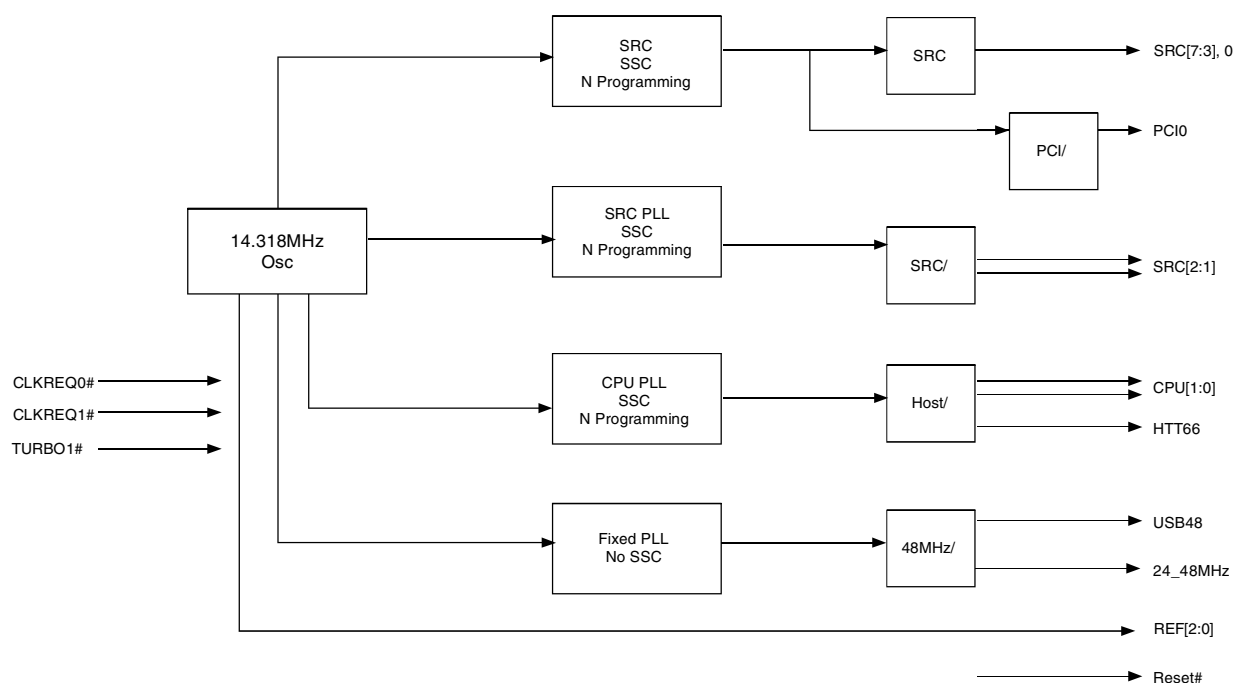 SRC
SSC
N Programming
SRC
SRC[7:3], 0
PCI/
PCI0
14.318MHz
Osc
SRC PLL
SSC
N Programming
SRC/
SRC[2:1]
CLKREQ0#
CLKREQ1#
TURBO1#
CPU PLL
SSC
N Programming
Host/
CPU[1:0]
HTT66
Fixed PLL
No SSC
48MHz/
USB48
24_48MHz
REF[2:0]
Reset#